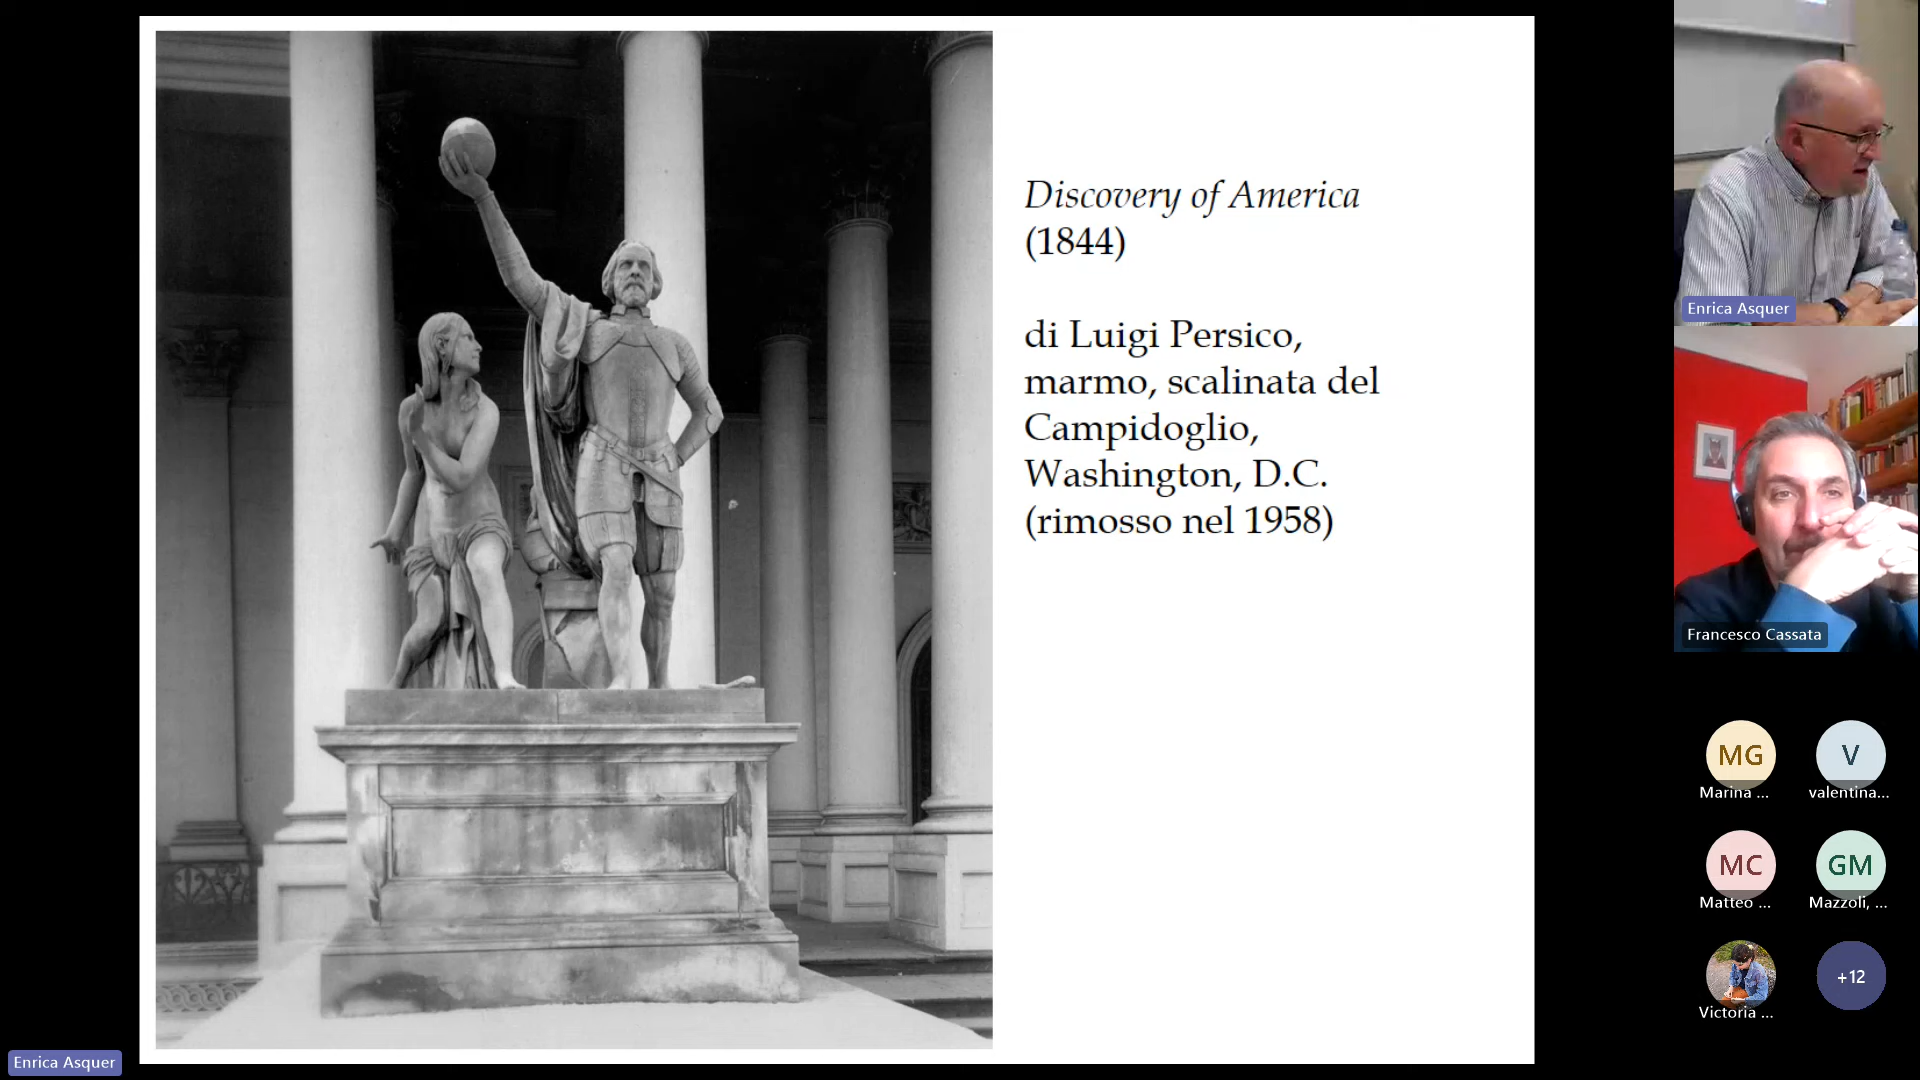 Discovery of America
(1844)
di Luigi Persico,
marmo, scalinata del
Campidoglio,
Washington, D.C.
(rimosso nel 1958)
Enrica Asquer
Francesco Cassata
MG
Marina ...
V
valentina...
MC
Matteo ...
GM
Mazzoli, ...
Victoria ...
+12
Enrica Asquer